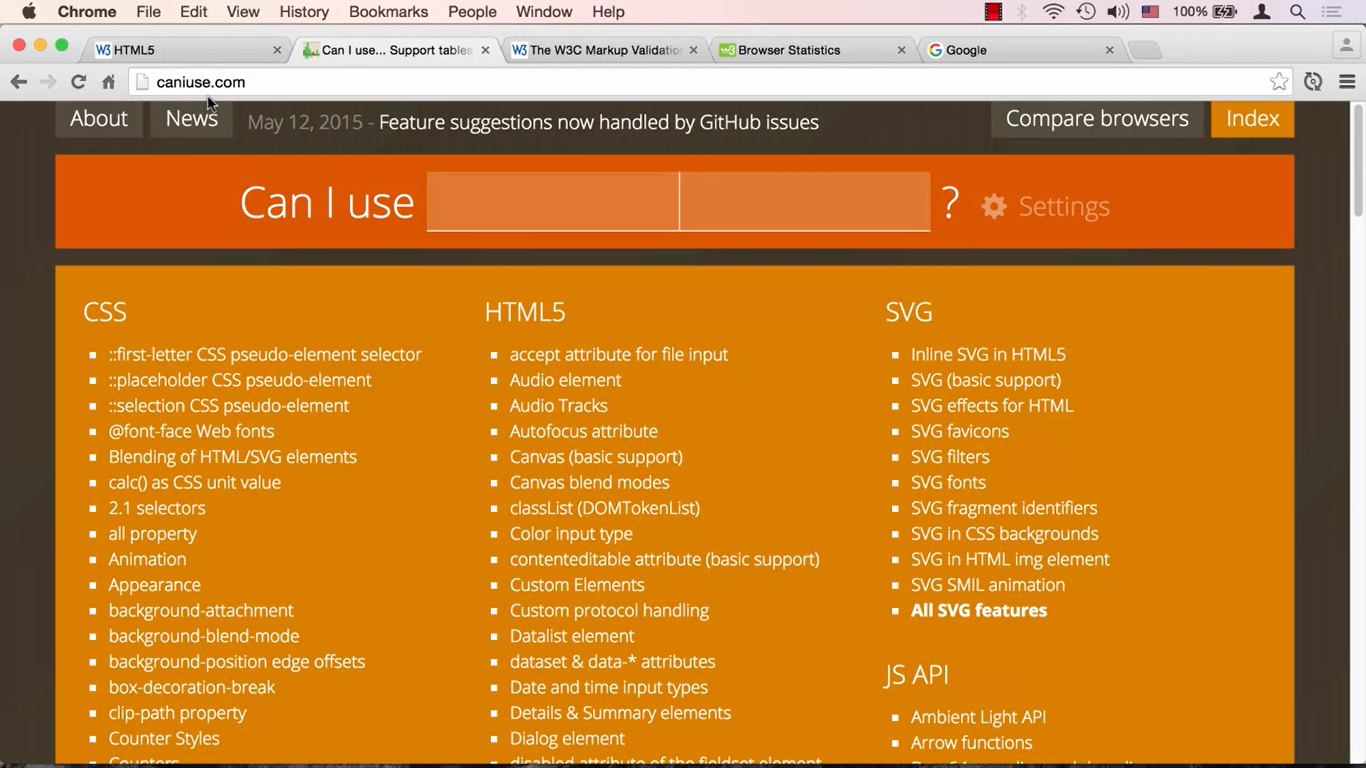 Chrome File Edit View History Bookmarks People Window Help 100%
W3 HTML5 Can I use... Support tables W3 The W3C Markup Validatio Browser Statistics Google
caniuse.com
About News May 12, 2015 - Feature suggestions now handled by GitHub issues Compare browsers Index
Can I use ? Settings
CSS
::first-letter CSS pseudo-element selector
::placeholder CSS pseudo-element
::selection CSS pseudo-element
@font-face Web fonts
Blending of HTML/SVG elements
calc() as CSS unit value
2.1 selectors
all property
Animation
Appearance
background-attachment
background-blend-mode
background-position edge offsets
box-decoration-break
clip-path property
Counter Styles
Counters
HTML5
accept attribute for file input
Audio element
Audio Tracks
Autofocus attribute
Canvas (basic support)
Canvas blend modes
classList (DOMTokenList)
Color input type
contenteditable attribute (basic support)
Custom Elements
Custom protocol handling
Datalist element
dataset & data-* attributes
Date and time input types
Details & Summary elements
Dialog element
disabled attribute of the fieldset element
SVG
Inline SVG in HTML5
SVG (basic support)
SVG effects for HTML
SVG favicons
SVG filters
SVG fonts
SVG fragment identifiers
SVG in CSS backgrounds
SVG in HTML img element
SVG SMIL animation
All SVG features
JS API
Ambient Light API
Arrow functions